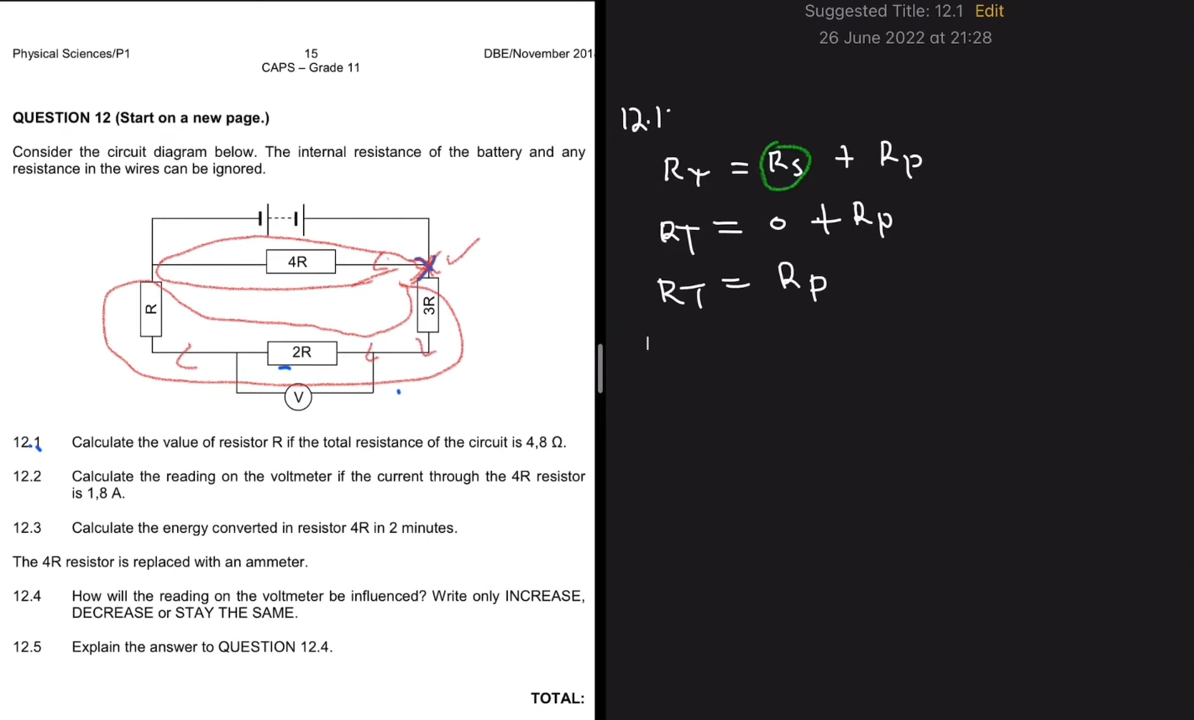 Physical Sciences/P1
15
DBE/November 201
CAPS – Grade 11
QUESTION 12 (Start on a new page.)
Consider the circuit diagram below. The internal resistance of the battery and any
resistance in the wires can be ignored.
4R
R
3R
2R
V
12.1 Calculate the value of resistor R if the total resistance of the circuit is 4,8 Ω.
12.2 Calculate the reading on the voltmeter if the current through the 4R resistor
is 1,8 A.
12.3 Calculate the energy converted in resistor 4R in 2 minutes.
The 4R resistor is replaced with an ammeter.
12.4 How will the reading on the voltmeter be influenced? Write only INCREASE,
DECREASE or STAY THE SAME.
12.5 Explain the answer to QUESTION 12.4.
TOTAL:
Suggested Title: 12.1 Edit
26 June 2022 at 21:28
12.1
RT = Rs + Rp
RT = 0 + Rp
RT = Rp